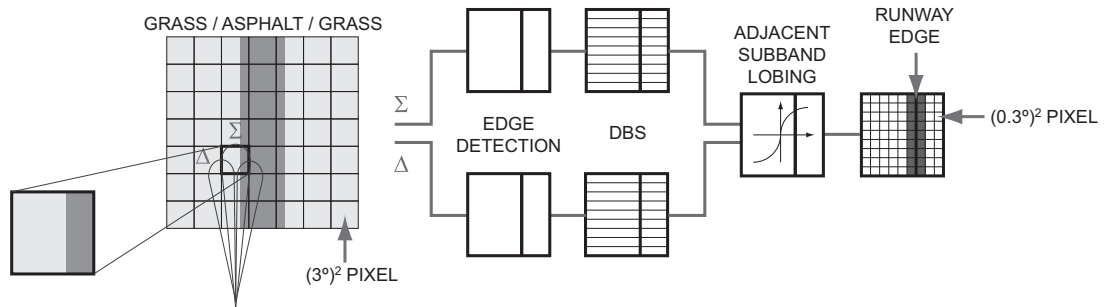 GRASS / ASPHALT / GRASS
Σ
Δ
(3º)² PIXEL
Σ
Δ
EDGE
DETECTION
DBS
ADJACENT
SUBBAND
LOBING
RUNWAY
EDGE
(0.3º)² PIXEL